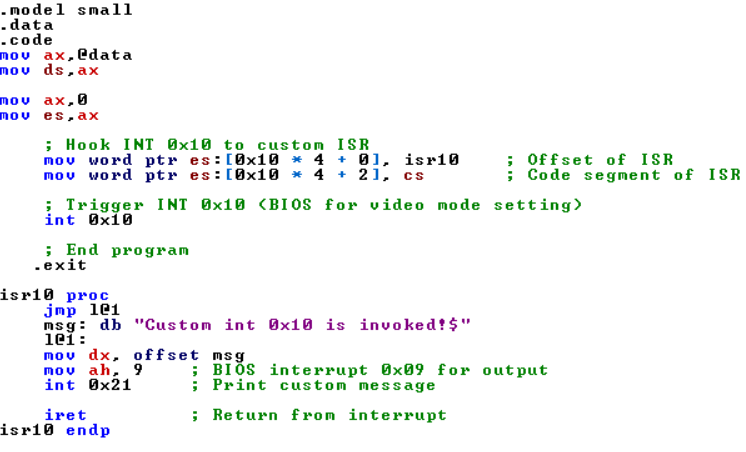 .model small
.data
.code
mov ax,@data
mov ds,ax
mov ax,0
mov es,ax
; Hook INT 0x10 to custom ISR
mov word ptr es:[0x10 * 4 + 0], isr10 ; Offset of ISR
mov word ptr es:[0x10 * 4 + 2], cs ; Code segment of ISR
; Trigger INT 0x10 (BIOS for video mode setting)
int 0x10
; End program
.exit
isr10 proc
jmp l@1
msg: db "Custom int 0x10 is invoked!$"
l@1:
mov dx, offset msg
mov ah, 9 ; BIOS interrupt 0x09 for output
int 0x21 ; Print custom message
iret ; Return from interrupt
isr10 endp